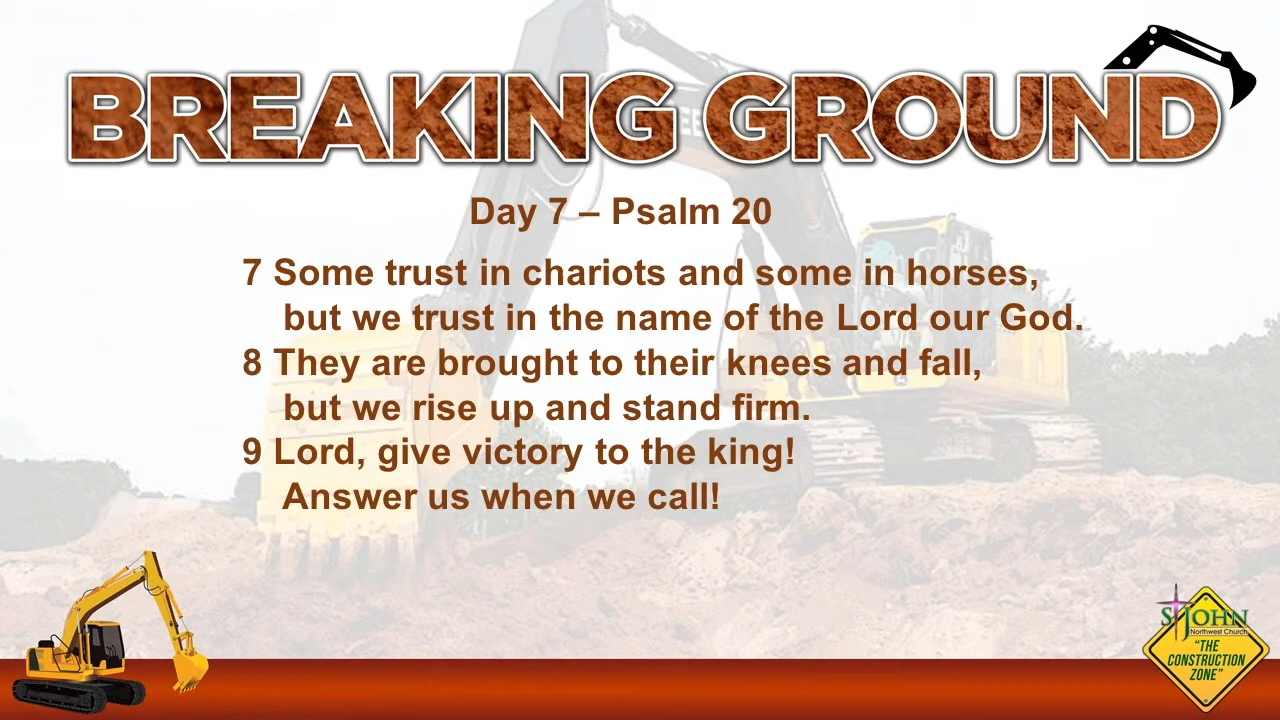 BREAKING GROUND
Day 7 – Psalm 20
7 Some trust in chariots and some in horses,
but we trust in the name of the Lord our God.
8 They are brought to their knees and fall,
but we rise up and stand firm.
9 Lord, give victory to the king!
Answer us when we call!
St JOHN
Northwest Church
“THE
CONSTRUCTION
ZONE”